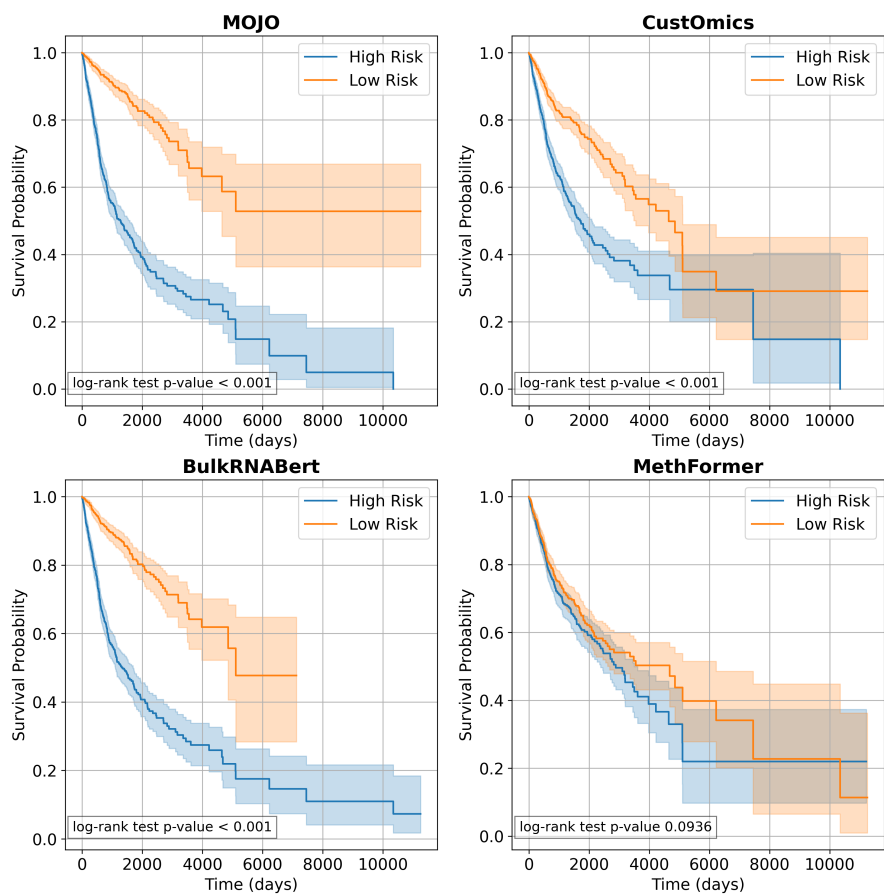 MOJO
High Risk
Low Risk
Survival Probability
1.0
0.8
0.6
0.4
0.2
0.0
log-rank test p-value < 0.001
0 2000 4000 6000 8000 10000
Time (days)
CustOmics
High Risk
Low Risk
Survival Probability
1.0
0.8
0.6
0.4
0.2
0.0
log-rank test p-value < 0.001
0 2000 4000 6000 8000 10000
Time (days)
BulkRNABert
High Risk
Low Risk
Survival Probability
1.0
0.8
0.6
0.4
0.2
0.0
log-rank test p-value < 0.001
0 2000 4000 6000 8000 10000
Time (days)
MethFormer
High Risk
Low Risk
Survival Probability
1.0
0.8
0.6
0.4
0.2
0.0
log-rank test p-value 0.0936
0 2000 4000 6000 8000 10000
Time (days)